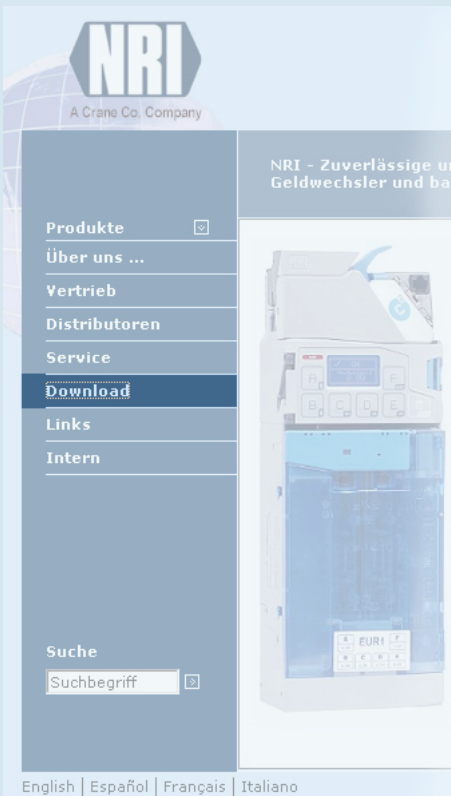 NRI
A Crane Co. Company
NRI - Zuverlässige
Geldwechsler und
Produkte
Über uns ...
Vertrieb
Distributoren
Service
Download
Links
Intern
EUR1
Suche
Suchbegriff
English | Español | Français | Italiano